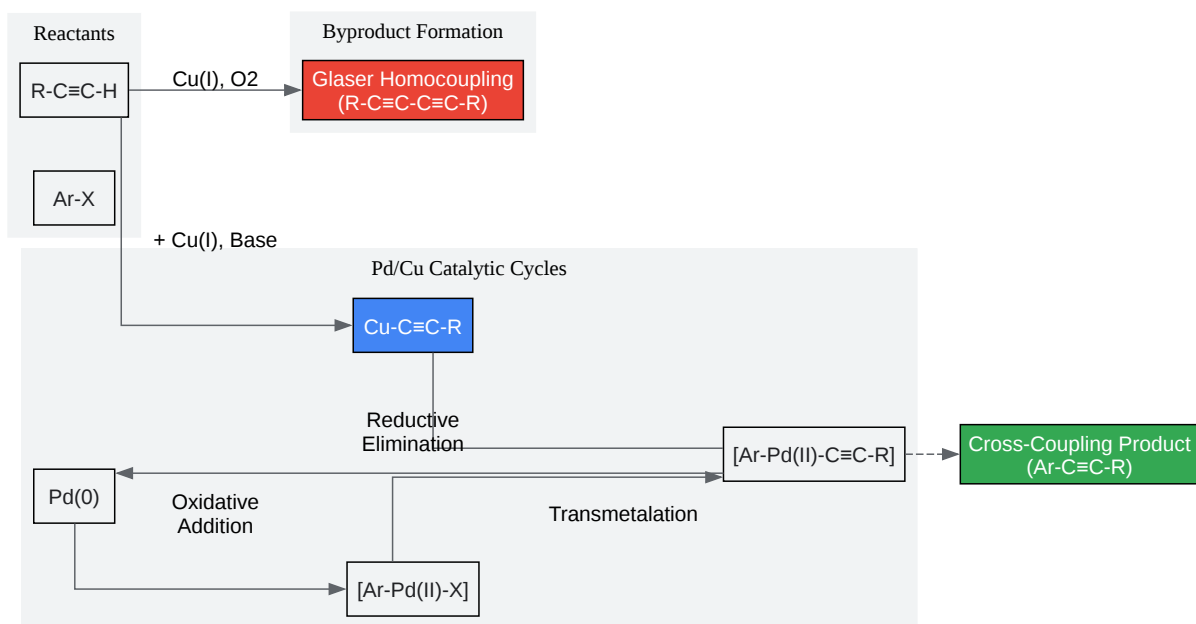 Reactants
Byproduct Formation
R-C≡C-H
Cu(I), O2
Glaser Homocoupling
(R-C≡C-C≡C-R)
Ar-X
+ Cu(I), Base
Pd/Cu Catalytic Cycles
Cu-C≡C-R
Reductive
Elimination
[Ar-Pd(II)-C≡C-R]
Cross-Coupling Product
(Ar-C≡C-R)
Pd(0)
Oxidative
Addition
Transmetalation
[Ar-Pd(II)-X]